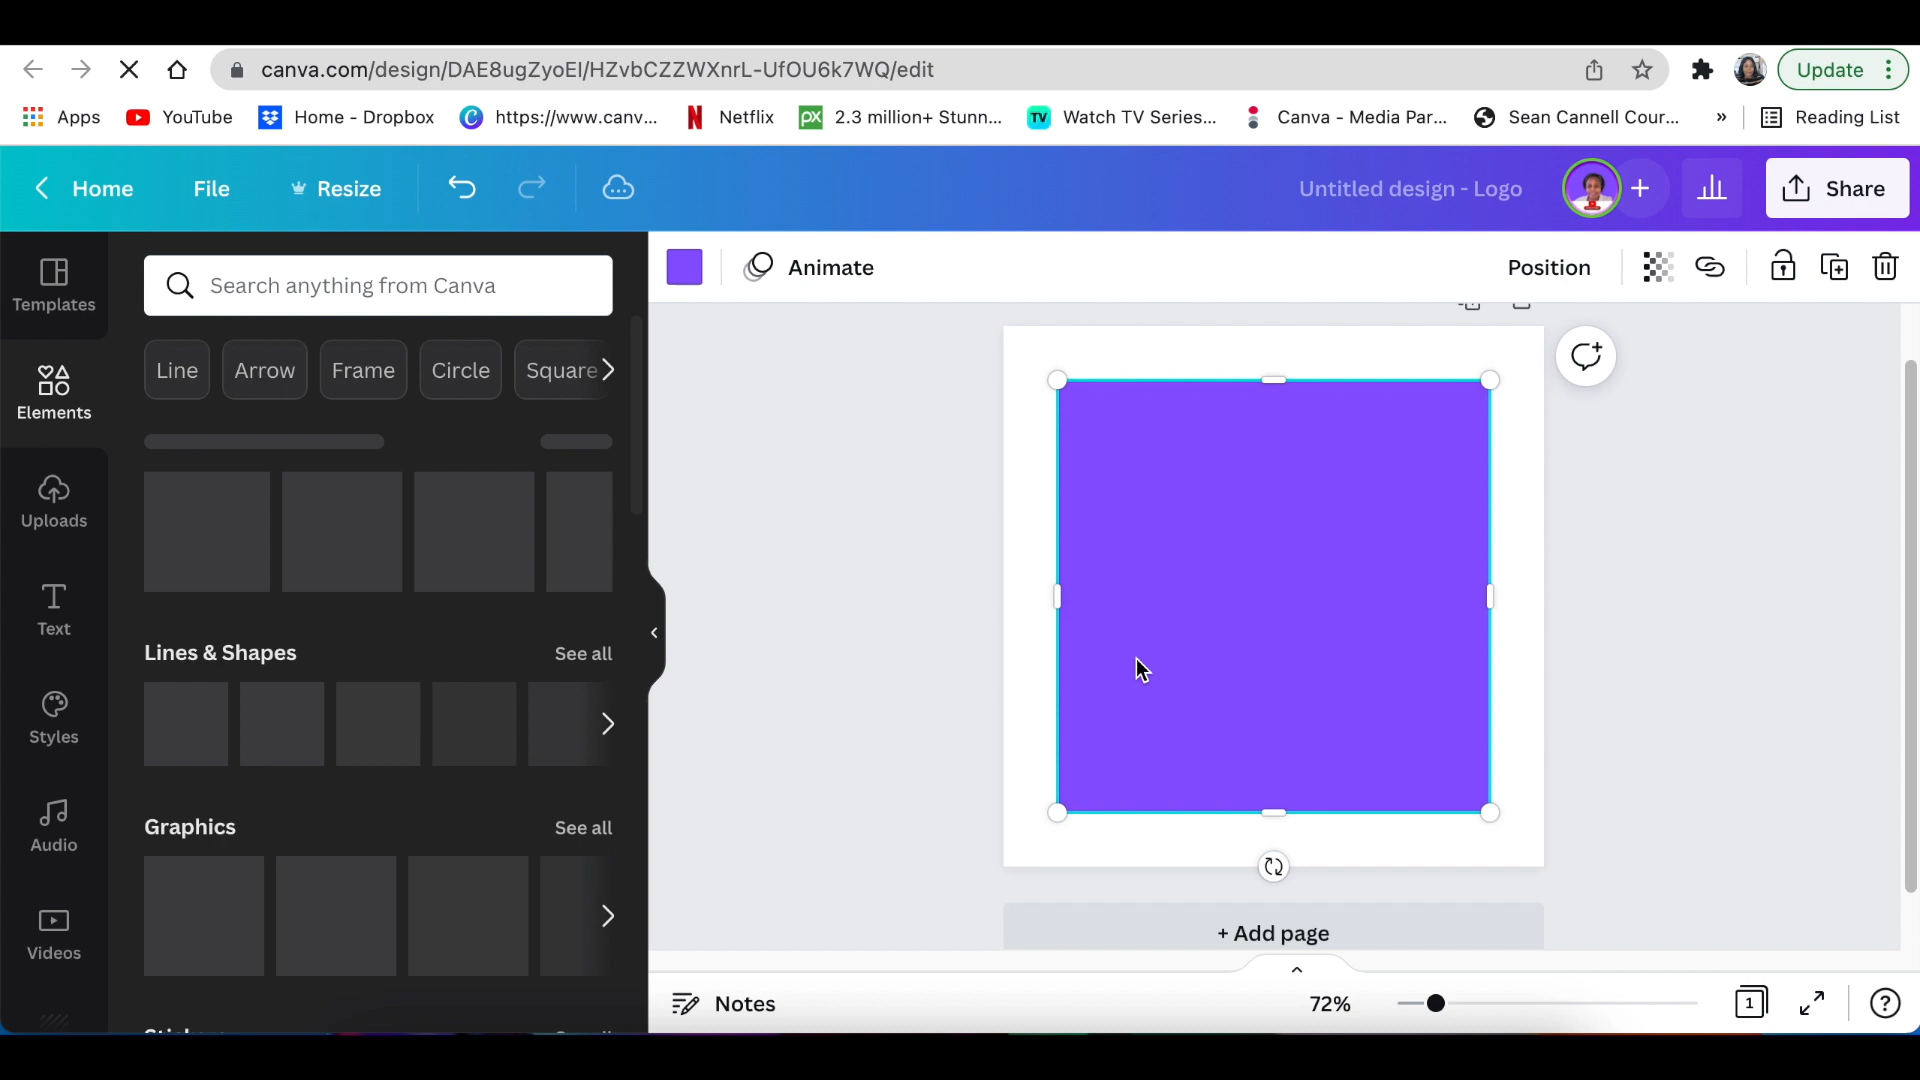 canva.com/design/DAE8ugZyoEI/HZvbCZZWXnrL-UfOU6k7WQ/edit
Update
Apps
YouTube
Home - Dropbox
https://www.canv...
Netflix
2.3 million+ Stunn...
Watch TV Series...
Canva - Media Par...
Sean Cannell Cour...
»
Reading List
Home
File
Resize
Untitled design - Logo
Share
Templates
Elements
Uploads
Text
Styles
Audio
Videos
Search anything from Canva
Line
Arrow
Frame
Circle
Square
Lines & Shapes
See all
Graphics
See all
Animate
Position
+ Add page
Notes
72%
1